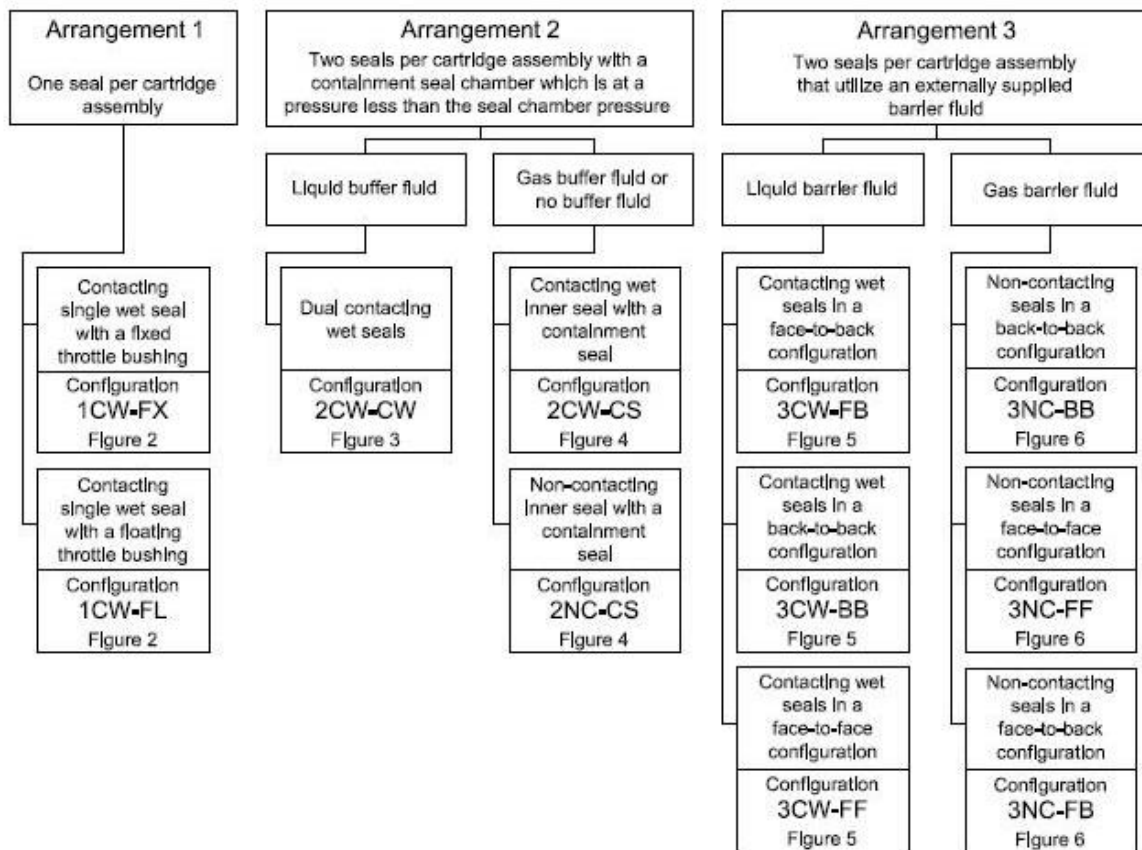 Arrangement 1
One seal per cartridge
assembly
Arrangement 2
Two seals per cartridge assembly with a
containment seal chamber which is at a
pressure less than the seal chamber pressure
Arrangement 3
Two seals per cartridge assembly
that utilize an externally supplied
barrier fluid
Liquid buffer fluid
Gas buffer fluid or
no buffer fluid
Liquid barrier fluid
Gas barrier fluid
Contacting
single wet seal
with a fixed
throttle bushing
Configuration
1CW-FX
Figure 2
Contacting
single wet seal
with a floating
throttle bushing
Configuration
1CW-FL
Figure 2
Dual contacting
wet seals
Configuration
2CW-CW
Figure 3
Contacting wet
inner seal with a
containment
seal
Configuration
2CW-CS
Figure 4
Non-contacting
inner seal with a
containment
seal
Configuration
2NC-CS
Figure 4
Contacting wet
seals in a
face-to-back
configuration
Configuration
3CW-FB
Figure 5
Contacting wet
seals in a
back-to-back
configuration
Configuration
3CW-BB
Figure 5
Contacting wet
seals in a
face-to-face
configuration
Configuration
3CW-FF
Figure 5
Non-contacting
seals in a
back-to-back
configuration
Configuration
3NC-BB
Figure 6
Non-contacting
seals in a
face-to-face
configuration
Configuration
3NC-FF
Figure 6
Non-contacting
seals in a
face-to-back
configuration
Configuration
3NC-FB
Figure 6